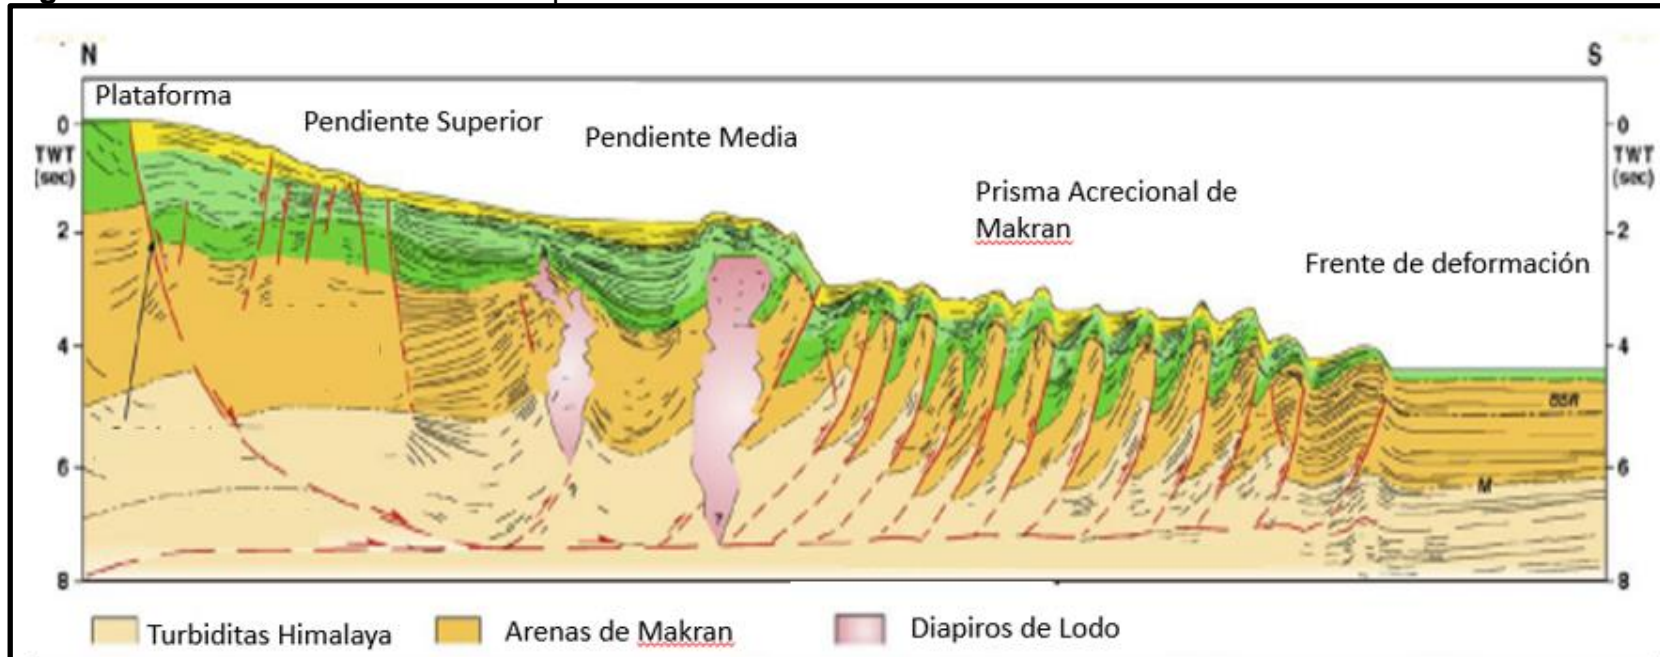 N
S
Plataforma
Pendiente Superior
Pendiente Media
Prisma Acrecional de
Makran
Frente de deformación
0
TWT
(sec)
2
4
6
8
0
TWT
(sec)
2
4
6
8
BSR
M
?
?
Turbiditas Himalaya
Arenas de Makran
Diapiros de Lodo